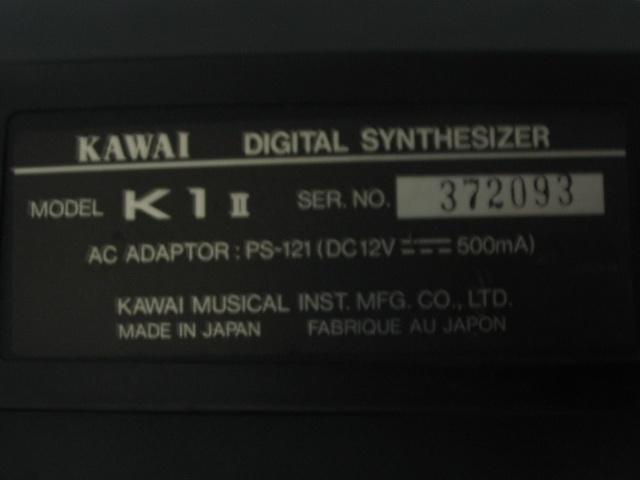 KAWAI DIGITAL SYNTHESIZER
MODEL K1 II SER. NO. 372093
AC ADAPTOR : PS-121 (DC12V ⎓ 500mA)
KAWAI MUSICAL INST. MFG. CO., LTD.
MADE IN JAPAN FABRIQUE AU JAPON